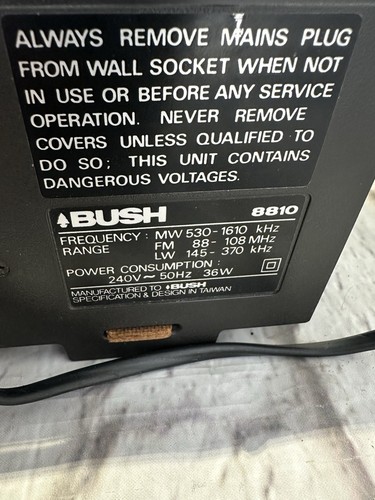 ALWAYS REMOVE MAINS PLUG
FROM WALL SOCKET WHEN NOT
IN USE OR BEFORE ANY SERVICE
OPERATION. NEVER REMOVE
COVERS UNLESS QUALIFIED TO
DO SO; THIS UNIT CONTAINS
DANGEROUS VOLTAGES.
BUSH 8810
FREQUENCY: MW 530-1610 kHz
RANGE FM 88-108 MHz
LW 145-370 kHz
POWER CONSUMPTION:
240V~50Hz 36W
MANUFACTURED TO BUSH
SPECIFICATION & DESIGN IN TAIWAN